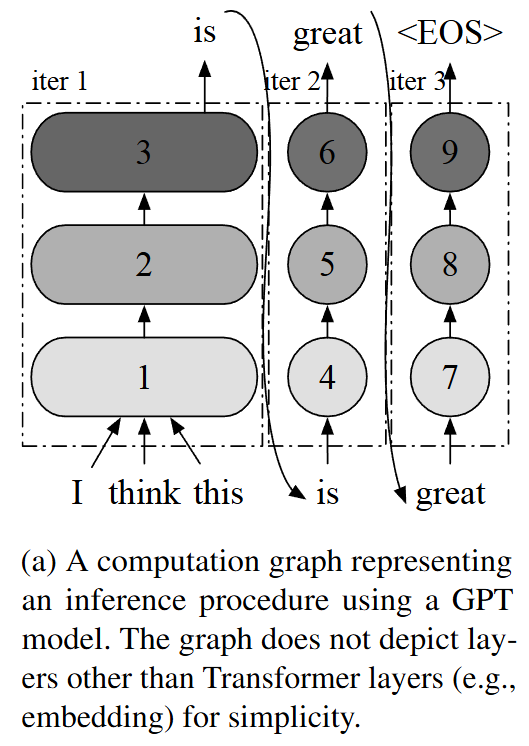 is great <EOS>
iter 1 iter 2 iter 3
3 6 9
2 5 8
1 4 7
I think this is great
(a) A computation graph representing
an inference procedure using a GPT
model. The graph does not depict lay-
ers other than Transformer layers (e.g.,
embedding) for simplicity.